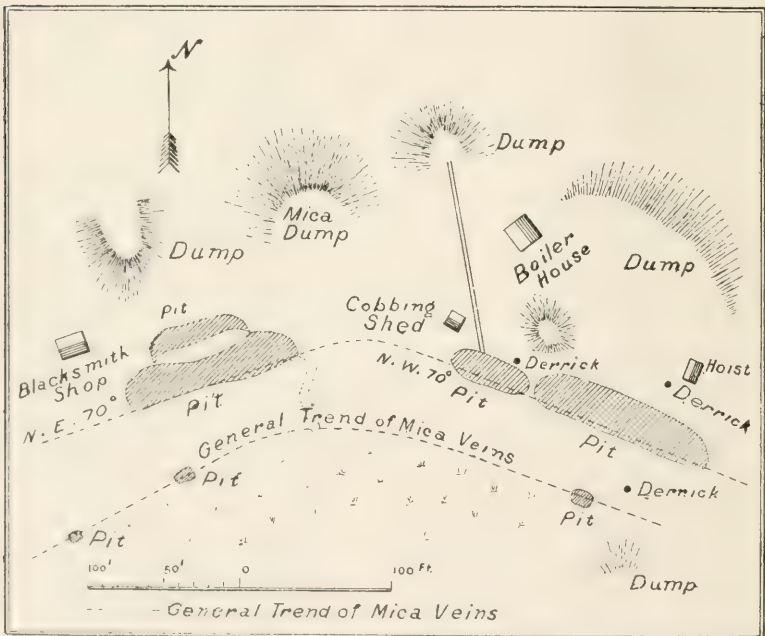 N
Dump
Mica
Dump
Dump
Boiler
House
Dump
Pit
Cobbing
Shed
Blacksmith
Shop
N. E. 70°
Pit
N. W. 70°
Pit
Derrick
Hoist
Derrick
Pit
General Trend of Mica Veins
Pit
Derrick
Pit
Pit
100' 50' 0 100 Ft.
Dump
General Trend of Mica Veins